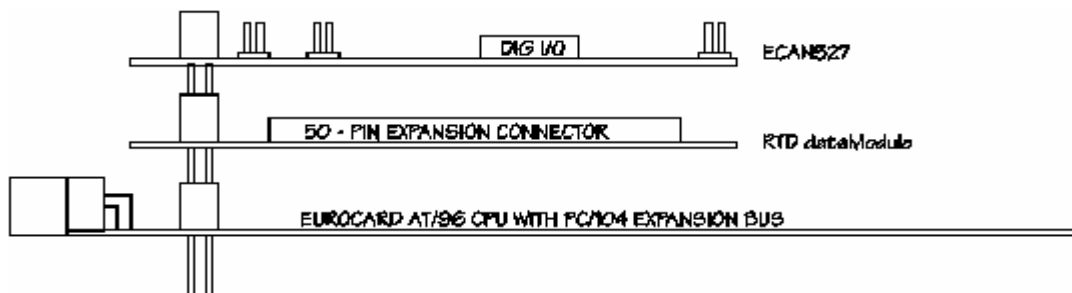 DIG I/O
ECAN527
50 - PIN EXPANSION CONNECTOR
RTD dataModule
EUROCARD AT/96 CPU WITH PC/104 EXPANSION BUS